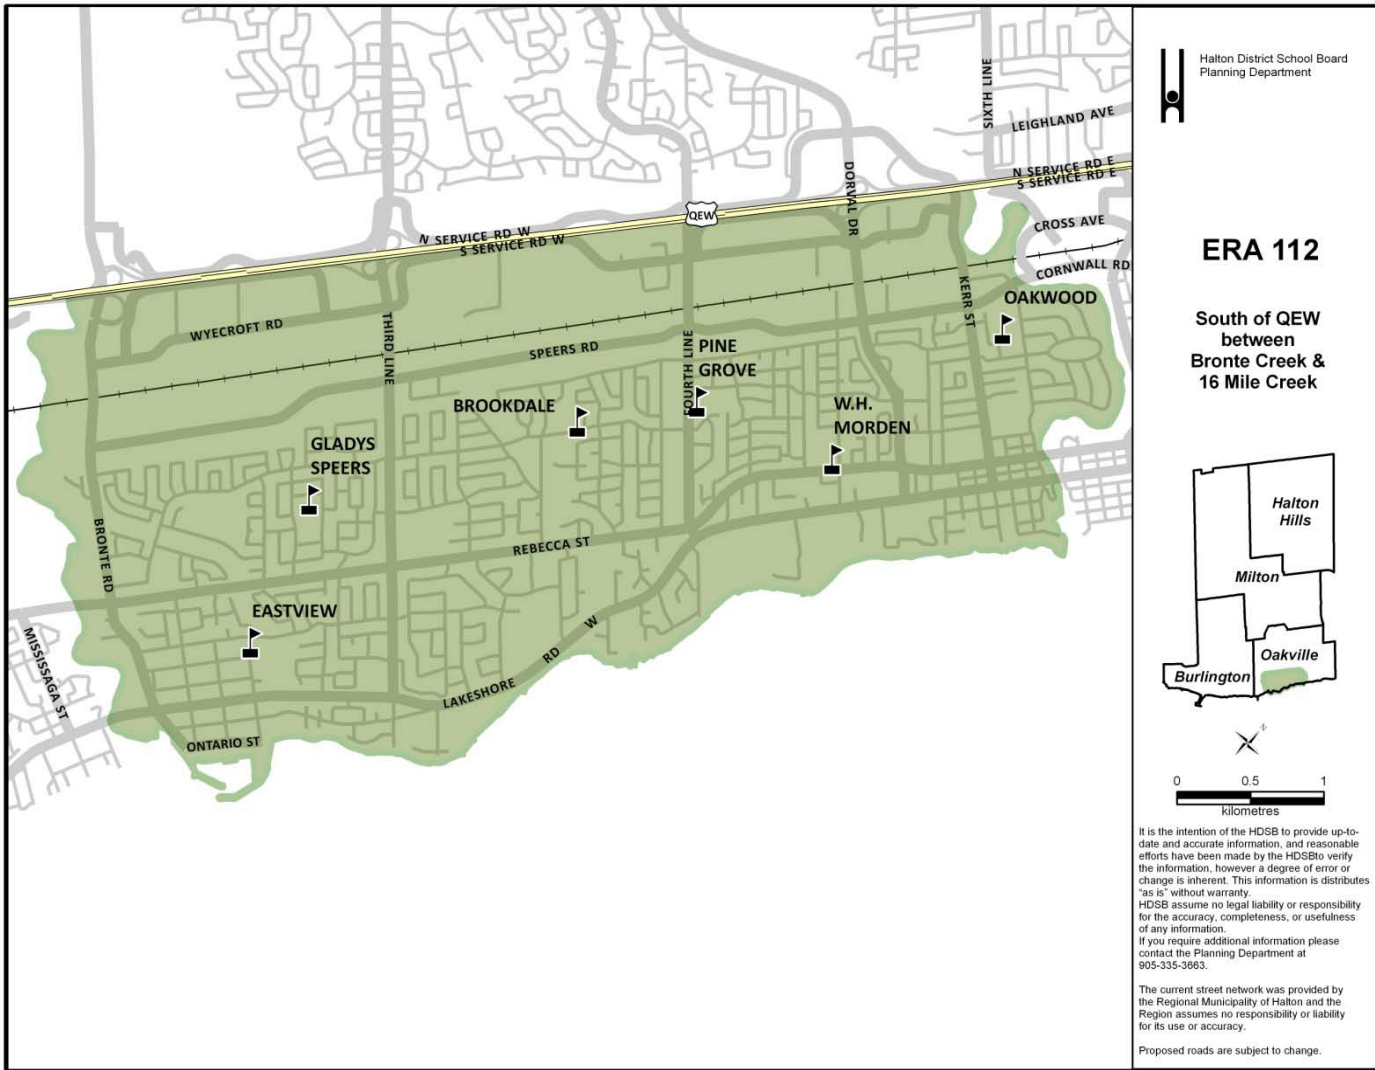 SIXTH LINE
LEIGHLAND AVE
N SERVICE RD E
S SERVICE RD E
DORVAL DR
QEW
CROSS AVE
N SERVICE RD W
S SERVICE RD W
CORNWALL RD
KERR ST
OAKWOOD
WYECROFT RD
THIRD LINE
SPEERS RD
FOURTH LINE
PINE
GROVE
BROOKDALE
W.H.
MORDEN
GLADYS
SPEERS
BRONTE RD
REBECCA ST
EASTVIEW
MISSISSAGA ST
LAKESHORE RD W
ONTARIO ST
Halton District School Board
Planning Department
ERA 112
South of QEW
between
Bronte Creek &
16 Mile Creek
Halton
Hills
Milton
Oakville
Burlington
N
0 0.5 1
kilometres
It is the intention of the HDSB to provide up-to-
date and accurate information, and reasonable
efforts have been made by the HDSBto verify
the information, however a degree of error or
change is inherent. This information is distributes
"as is" without warranty.
HDSB assume no legal liability or responsibility
for the accuracy, completeness, or usefulness
of any information.
If you require additional information please
contact the Planning Department at
905-335-3663.
The current street network was provided by
the Regional Municipality of Halton and the
Region assumes no responsibility or liability
for its use or accuracy.
Proposed roads are subject to change.